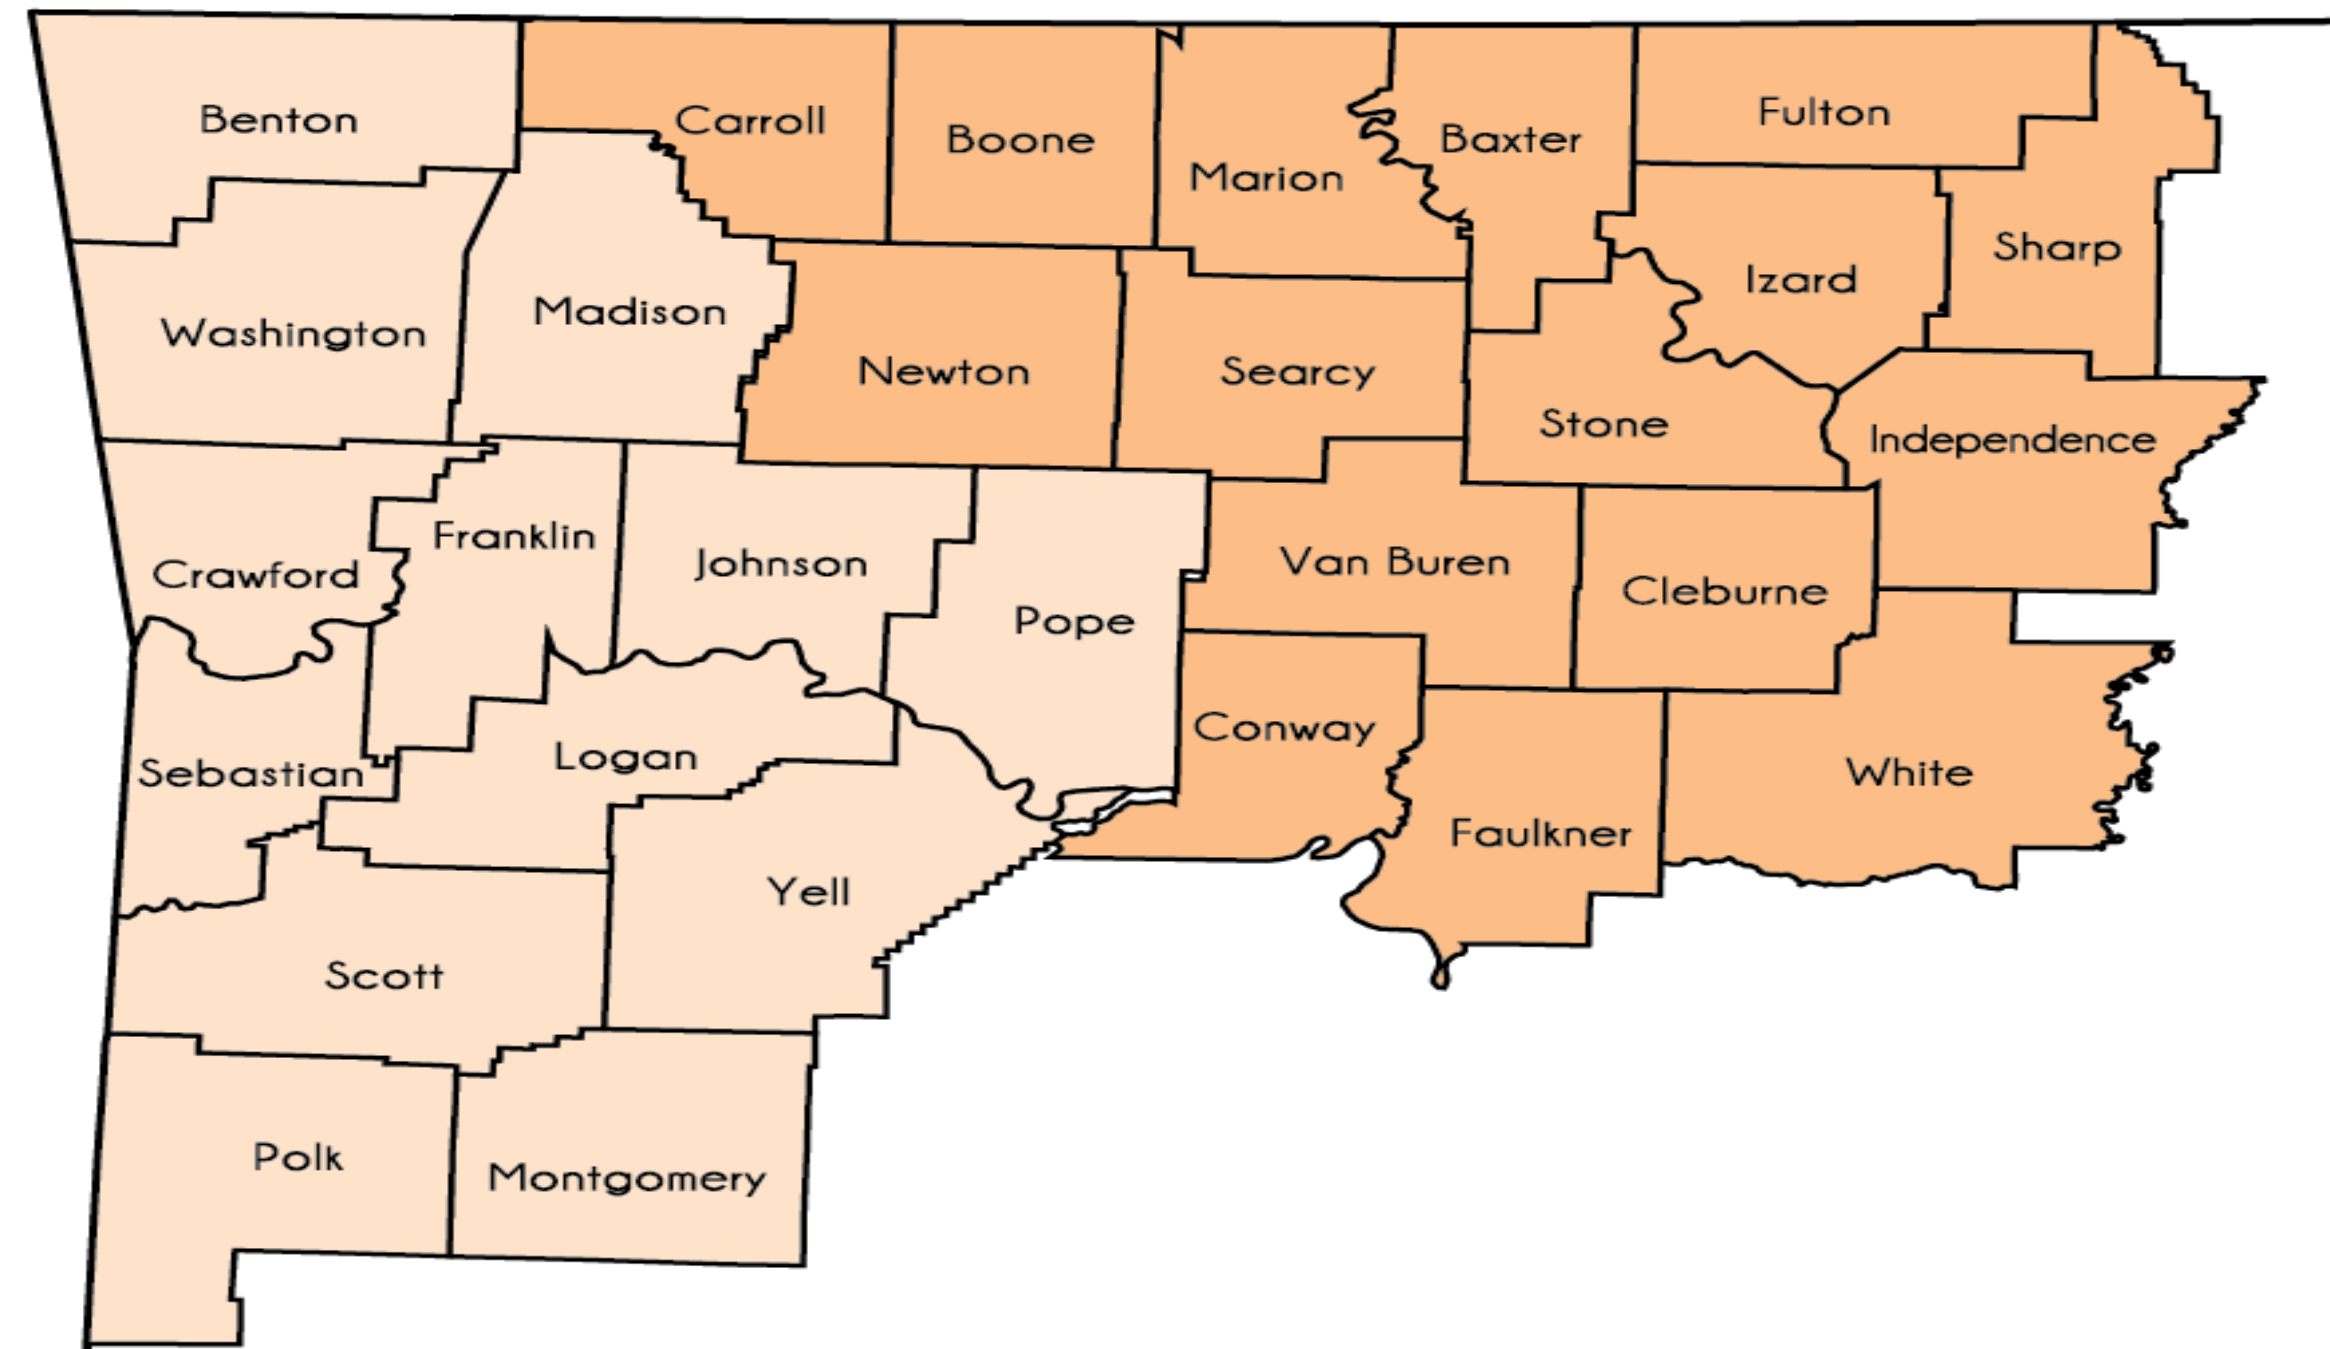 Benton
Carroll
Boone
Marion
Baxter
Fulton
Sharp
Izard
Washington
Madison
Newton
Searcy
Stone
Independence
Crawford
Franklin
Johnson
Pope
Van Buren
Cleburne
Sebastian
Logan
Conway
Faulkner
White
Yell
Scott
Polk
Montgomery